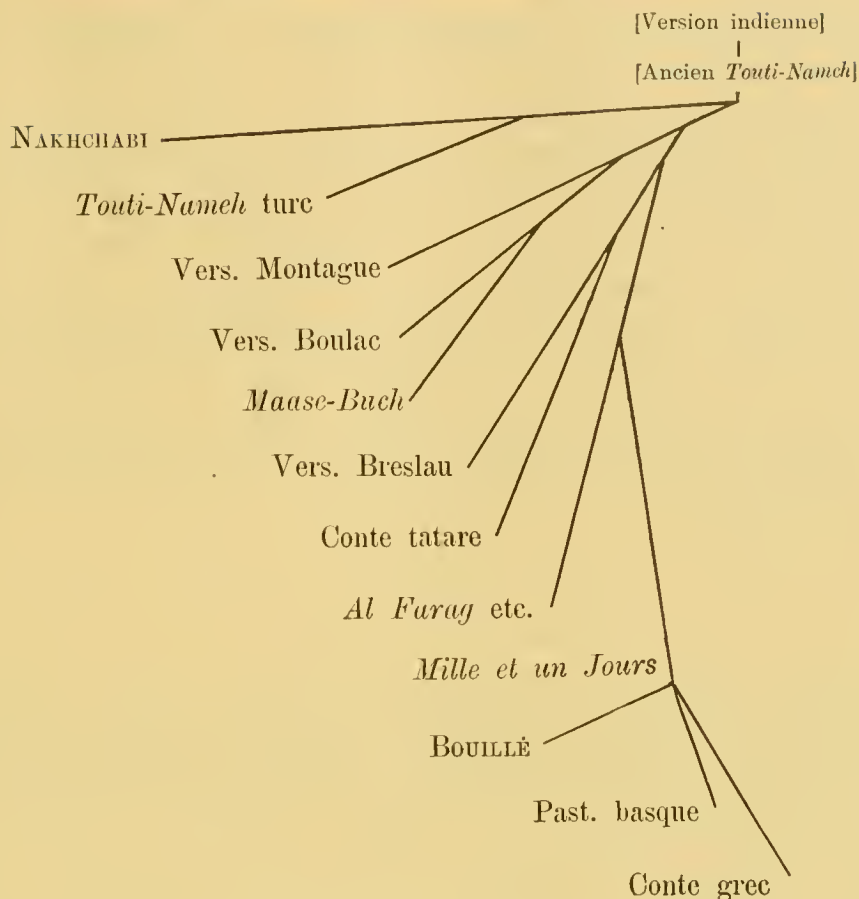 [Version indienne]
[Ancien Touti-Nameh]
NAKHCHABI
Touti-Nameh turc
Vers. Montague
Vers. Boulac
Maase-Buch
Vers. Breslau
Conte tatare
Al Farag etc.
Mille et un Jours
BOUILLÉ
Past. basque
Conte grec